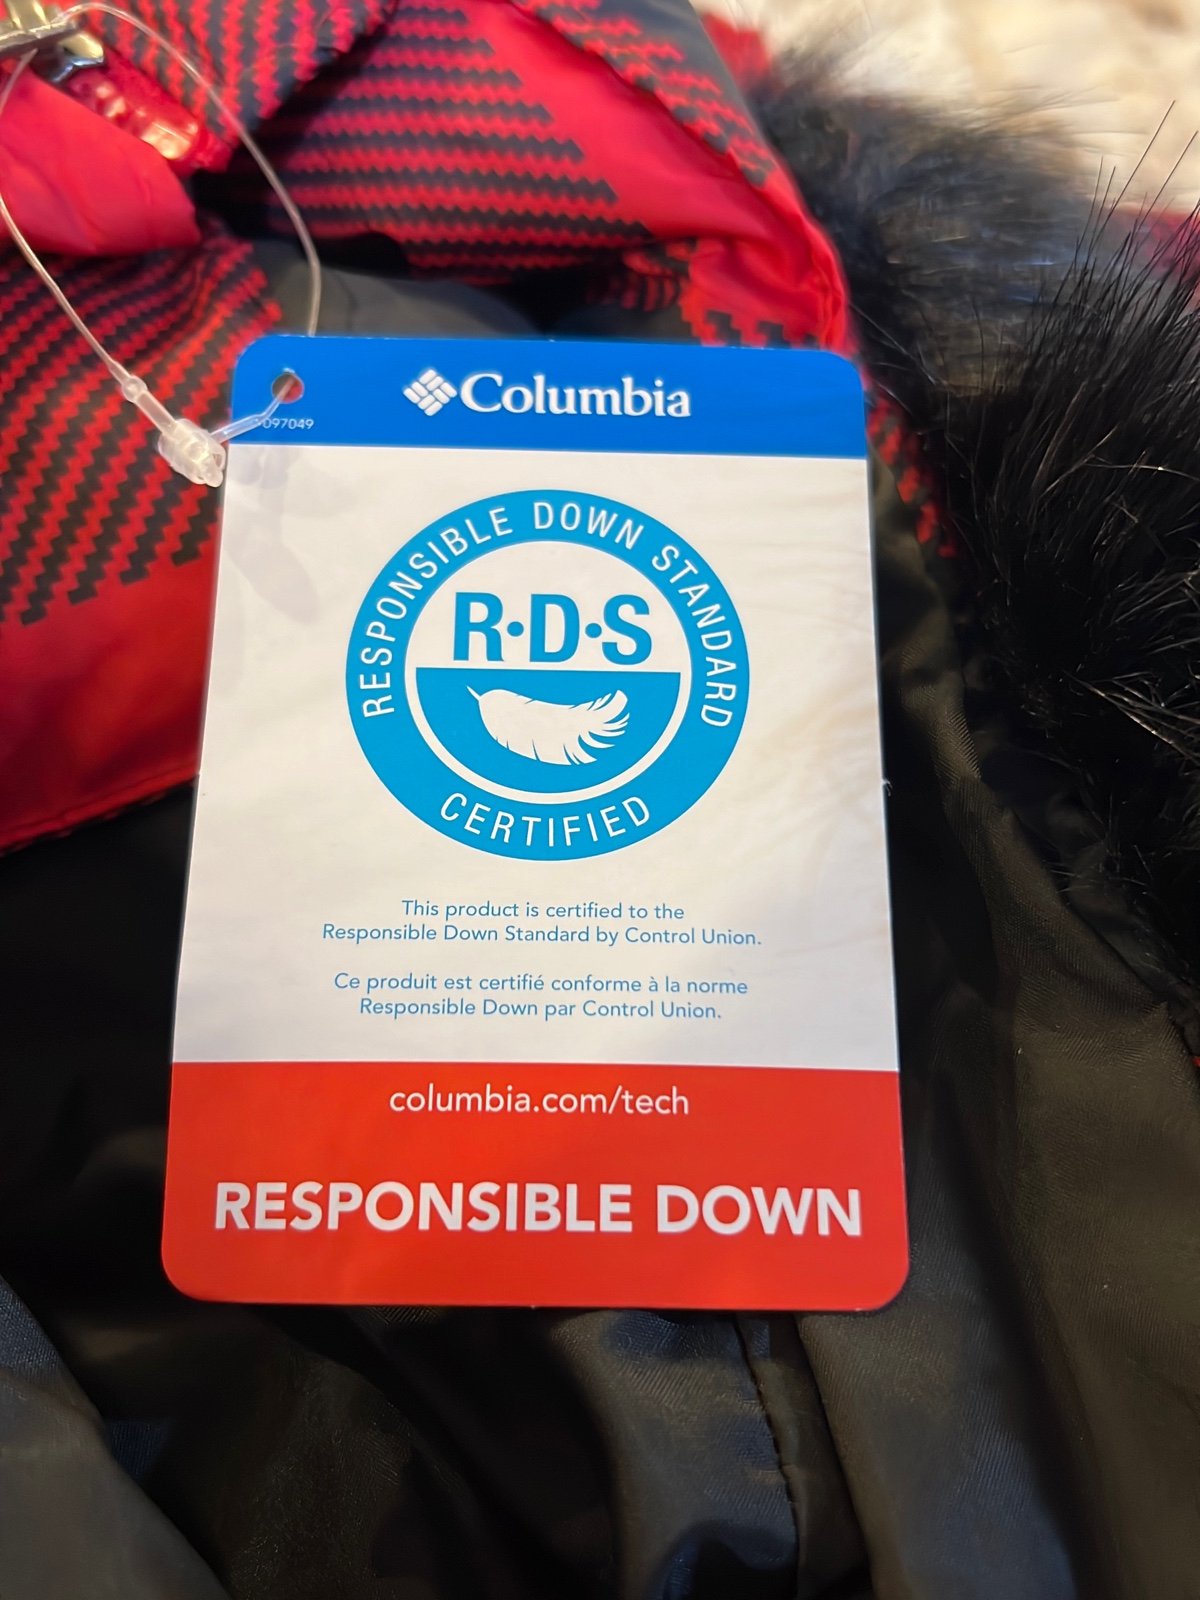 Columbia
097049
RESPONSIBLE DOWN STANDARD
R·D·S
CERTIFIED
This product is certified to the
Responsible Down Standard by Control Union.
Ce produit est certifié conforme à la norme
Responsible Down par Control Union.
columbia.com/tech
RESPONSIBLE DOWN